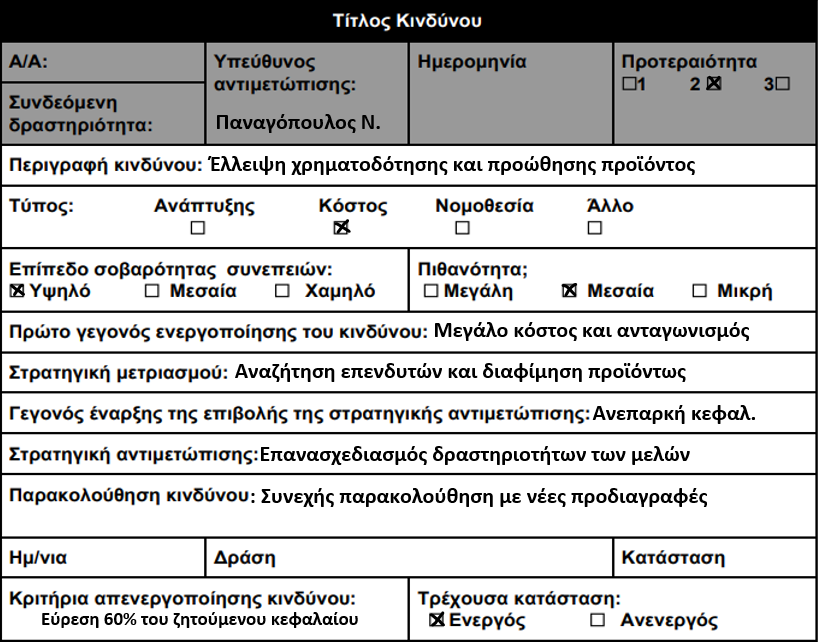 Τίτλος Κινδύνου
Α/Α:
Συνδεόμενη
δραστηριότητα:
Υπεύθυνος
αντιμετώπισης:
Παναγόπουλος Ν.
Ημερομηνία
Προτεραιότητα
☐1 2 ☒ 3☐
Περιγραφή κινδύνου: Έλλειψη χρηματοδότησης και προώθησης προϊόντος
Τύπος: Ανάπτυξης Κόστος Νομοθεσία Άλλο
☐ ☒ ☐ ☐
Επίπεδο σοβαρότητας συνεπειών:
☒ Υψηλό ☐ Μεσαία ☐ Χαμηλό
Πιθανότητα;
☐ Μεγάλη ☒ Μεσαία ☐ Μικρή
Πρώτο γεγονός ενεργοποίησης του κινδύνου: Μεγάλο κόστος και ανταγωνισμός
Στρατηγική μετριασμού: Αναζήτηση επενδυτών και διαφίμηση προϊόντως
Γεγονός έναρξης της επιβολής της στρατηγικής αντιμετώπισης: Ανεπαρκή κεφαλ.
Στρατηγική αντιμετώπισης: Επανασχεδιασμός δραστηριοτήτων των μελών
Παρακολούθηση κινδύνου: Συνεχής παρακολούθηση με νέες προδιαγραφές
Ημ/νια Δράση Κατάσταση
Κριτήρια απενεργοποίησης κινδύνου:
Εύρεση 60% του ζητούμενου κεφαλαίου
Τρέχουσα κατάσταση:
☒ Ενεργός ☐ Ανενεργός